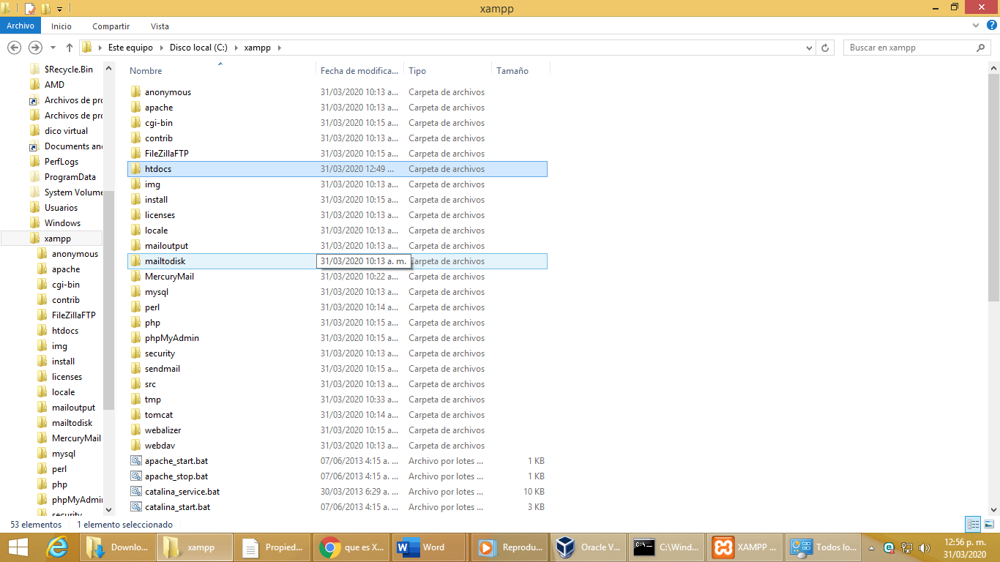 xampp
Archivo Inicio Compartir Vista
Este equipo Disco local (C:) xampp
Buscar en xampp
$Recycle.Bin
AMD
Archivos de pro
Archivos de pro
dico virtual
Documents and
PerfLogs
ProgramData
System Volume
Usuarios
Windows
xampp
anonymous
apache
cgi-bin
contrib
FileZillaFTP
htdocs
img
install
licenses
locale
mailoutput
mailtodisk
MercuryMail
mysql
perl
php
phpMyAdmin
security
Nombre Fecha de modifica... Tipo Tamaño
anonymous 31/03/2020 10:13 a... Carpeta de archivos
apache 31/03/2020 10:13 a... Carpeta de archivos
cgi-bin 31/03/2020 10:15 a... Carpeta de archivos
contrib 31/03/2020 10:13 a... Carpeta de archivos
FileZillaFTP 31/03/2020 10:15 a... Carpeta de archivos
htdocs 31/03/2020 12:49 ... Carpeta de archivos
img 31/03/2020 10:13 a... Carpeta de archivos
install 31/03/2020 10:15 a... Carpeta de archivos
licenses 31/03/2020 10:13 a... Carpeta de archivos
locale 31/03/2020 10:13 a... Carpeta de archivos
mailoutput 31/03/2020 10:13 a... Carpeta de archivos
mailtodisk 31/03/2020 10:13 a. m. Carpeta de archivos
MercuryMail 31/03/2020 10:22 a... Carpeta de archivos
mysql 31/03/2020 10:13 a... Carpeta de archivos
perl 31/03/2020 10:14 a... Carpeta de archivos
php 31/03/2020 10:15 a... Carpeta de archivos
phpMyAdmin 31/03/2020 10:15 a... Carpeta de archivos
security 31/03/2020 10:13 a... Carpeta de archivos
sendmail 31/03/2020 10:15 a... Carpeta de archivos
src 31/03/2020 10:13 a... Carpeta de archivos
tmp 31/03/2020 10:33 a... Carpeta de archivos
tomcat 31/03/2020 10:14 a... Carpeta de archivos
webalizer 31/03/2020 10:15 a... Carpeta de archivos
webdav 31/03/2020 10:13 a... Carpeta de archivos
apache_start.bat 07/06/2013 4:15 a. ... Archivo por lotes ... 1 KB
apache_stop.bat 07/06/2013 4:15 a. ... Archivo por lotes ... 1 KB
catalina_service.bat 30/03/2013 6:29 a. ... Archivo por lotes ... 10 KB
catalina_start.bat 07/06/2013 4:15 a. ... Archivo por lotes ... 3 KB
53 elementos 1 elemento seleccionado
Downlo... xampp Propied... que es X... Word Reprodu... Oracle V... C:\Wind... XAMPP ... Todos lo...
12:56 p. m.
31/03/2020